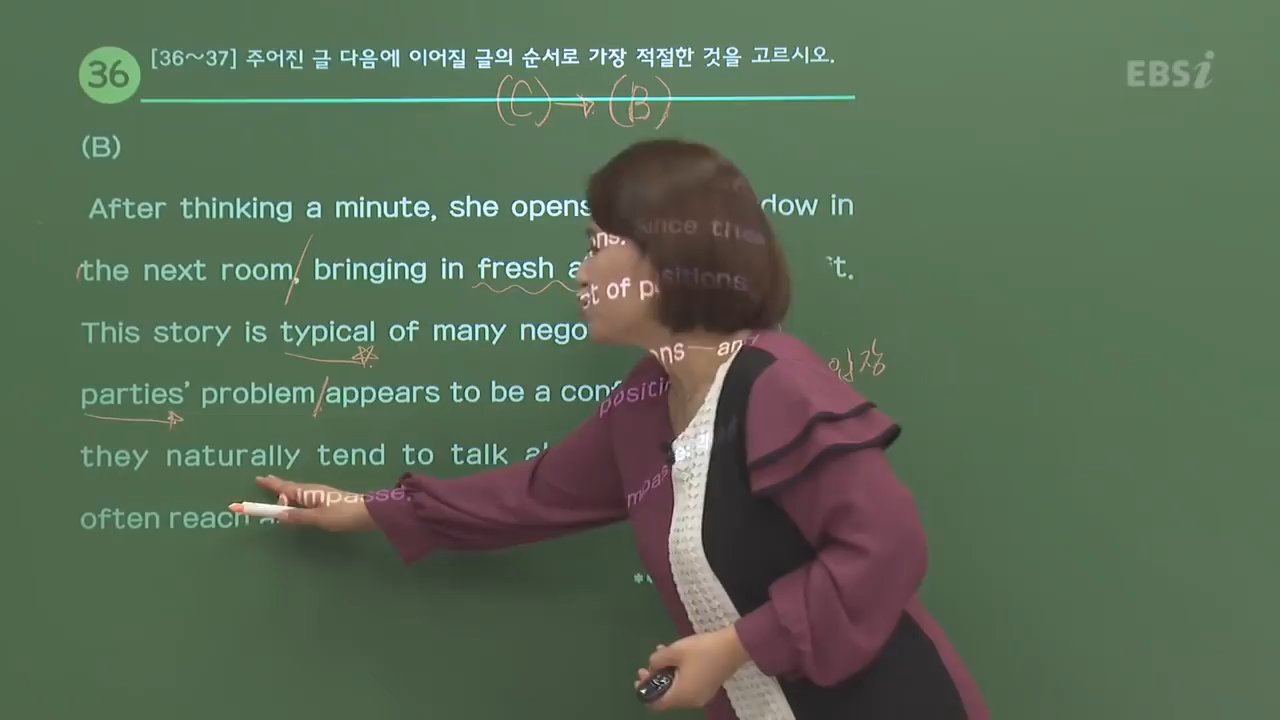 36
[36~37] 주어진 글 다음에 이어질 글의 순서로 가장 적절한 것을 고르시오.
EBSi
(C)→(B)
(B)
After thinking a minute, she opens in
the next room, bringing in fresh
This story is typical of many
parties' problem appears to be a
입장
they naturally tend to talk
often reach
impasse.